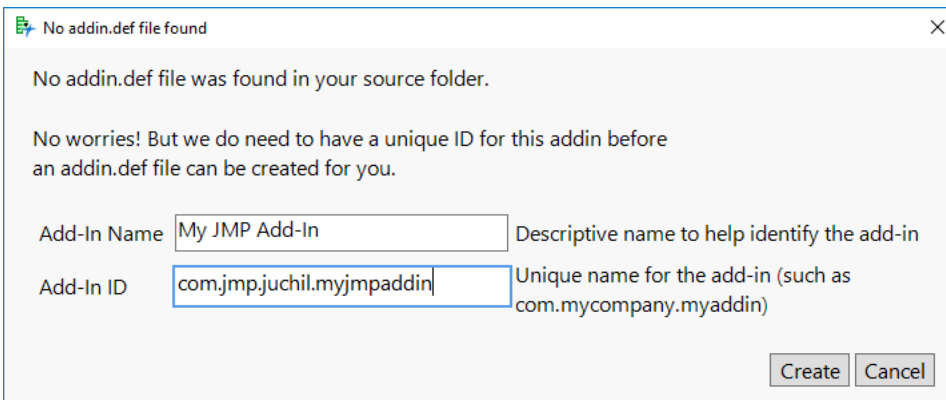 No addin.def file found
No addin.def file was found in your source folder.
No worries! But we do need to have a unique ID for this addin before
an addin.def file can be created for you.
Add-In Name My JMP Add-In Descriptive name to help identify the add-in
Add-In ID com.jmp.juchil.myjmpaddin Unique name for the add-in (such as
com.mycompany.myaddin)
Create Cancel